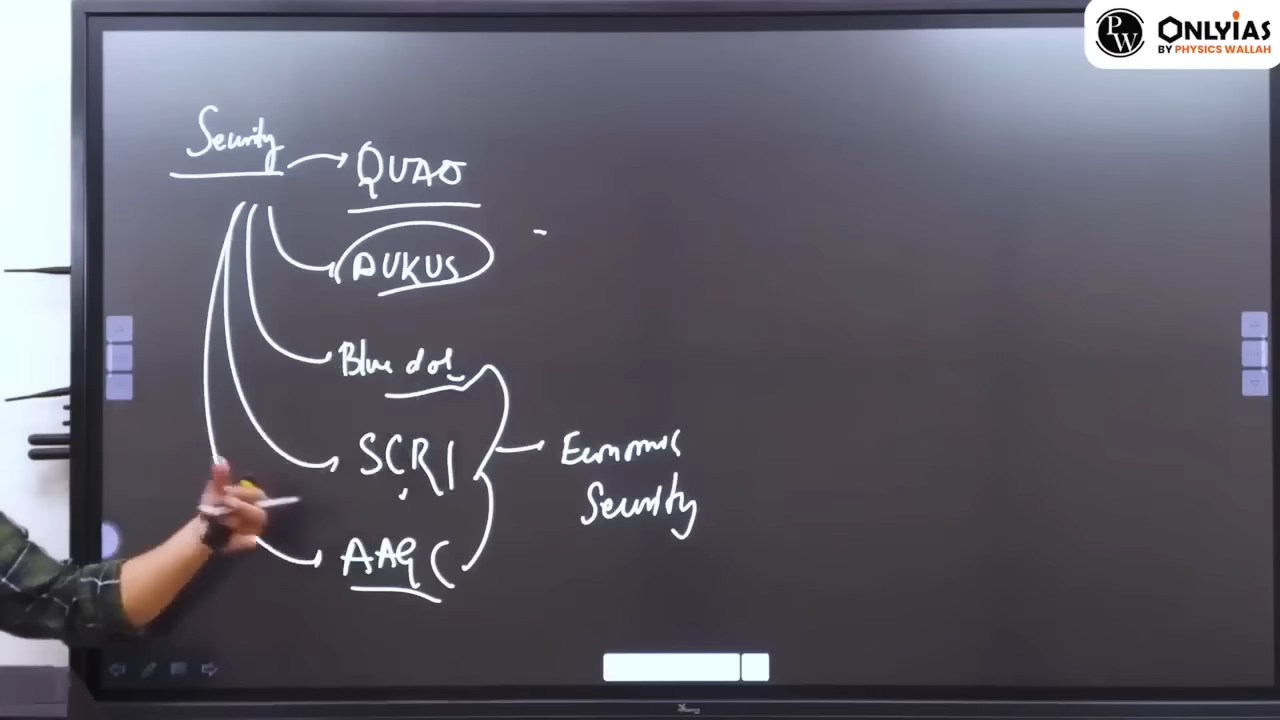 PW ONLYIAS
BY PHYSICS WALLAH
Security
QUAD
AUKUS
Blue dot
SCRI
AAGC
Economic
Security